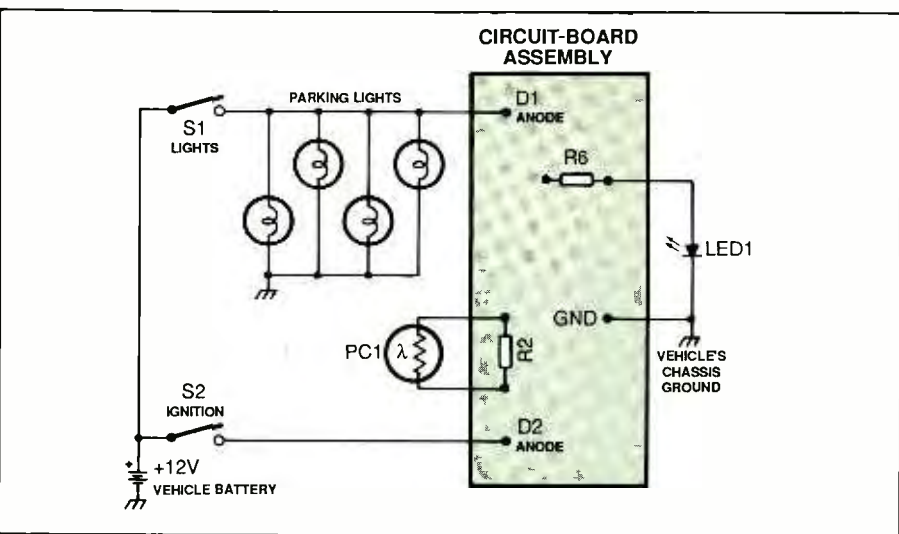 CIRCUIT-BOARD
ASSEMBLY
PARKING LIGHTS
D1
ANODE
S1
LIGHTS
R6
LED1
GND
PC1
λ
R2
VEHICLE'S
CHASSIS
GROUND
S2
IGNITION
D2
ANODE
+
+12V
VEHICLE BATTERY